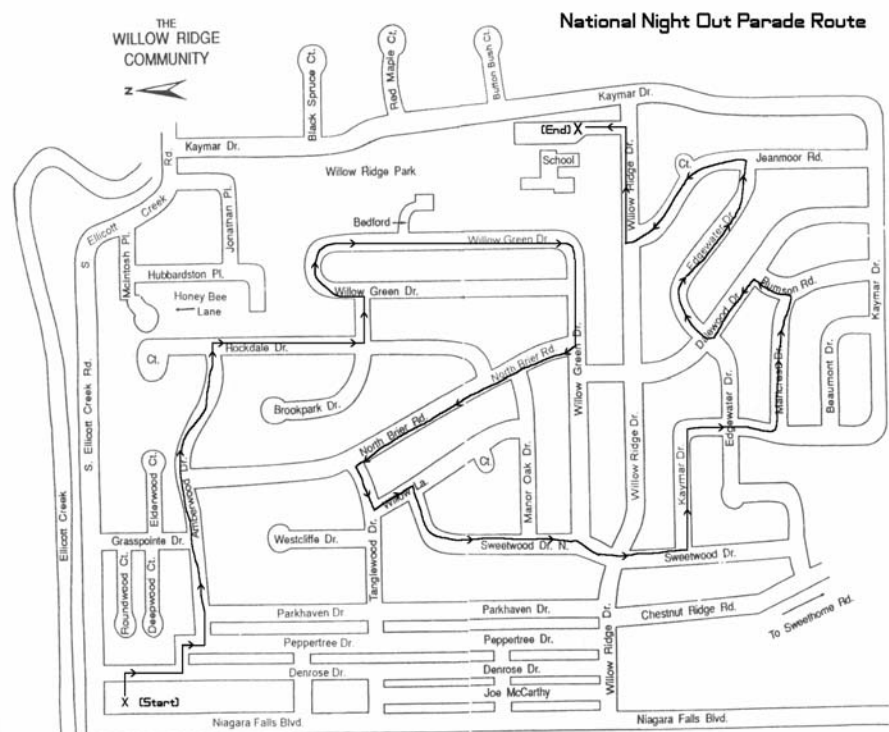 THE
WILLOW RIDGE
COMMUNITY
National Night Out Parade Route
N
Black Spruce Ct.
Red Maple Ct.
Button Bush Ct.
Kaymar Dr.
Kaymar Dr.
Rd.
(End) X
School
Willow Ridge Park
Willow Ridge Dr.
Ct.
Jeanmoor Rd.
S Ellicott Creek
Jonathan Pl.
McIntosh Pl.
Bedford
Willow Green Dr.
Edgewater Dr.
Hubbardston Pl.
Honey Bee
Lane
Willow Green Dr.
Kaymar Dr.
Dalewood Dr.
Rumson Rd.
Ct.
Rockdale Dr.
North Brier Rd.
Willow Green Dr.
Mancrest Dr.
Beaumont Dr.
Brookpark Dr.
Edgewater Dr.
S. Ellicott Creek Rd.
North Brier Rd.
Willow Ridge Dr.
Elderwood Ct.
Amberwood Dr.
Ct.
Manor Oak Dr.
Kaymar Dr.
Willow La.
Ellicott Creek
Grasspointe Dr.
Westcliffe Dr.
Tanglewood Dr.
Sweetwood Dr. N.
Sweetwood Dr.
Roundwood Ct.
Deepwood Ct.
Parkhaven Dr.
Parkhaven Dr.
Chestnut Ridge Rd.
To Sweethome Rd.
Peppertree Dr.
Peppertree Dr.
Willow Ridge Dr.
Denrose Dr.
Denrose Dr.
X (Start)
Joe McCarthy
Niagara Falls Blvd.
Niagara Falls Blvd.